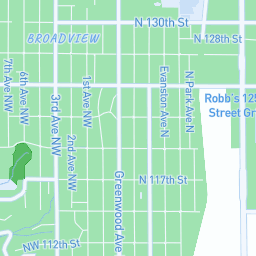 N 130th St
N 128th St
BROADVIEW
7th Ave NW
6th Ave NW
3rd Ave NW
2nd Ave NW
1st Ave NW
Greenwood Ave
Evanston Ave N
N Park Ave N
Robb's 125
Street Gr
N 117th St
NW 112th St